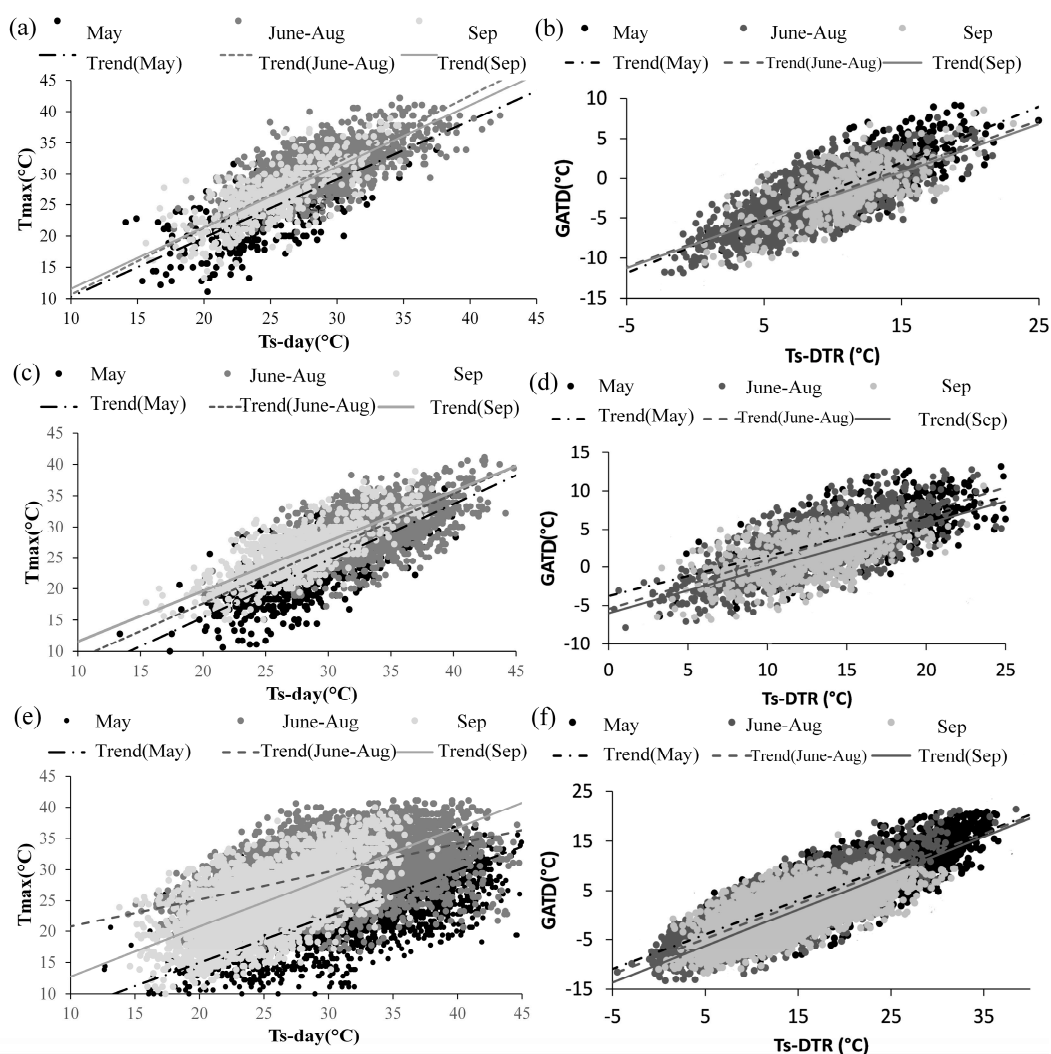 (a) May June-Aug Sep
Trend(May) Trend(June-Aug) Trend(Sep)
45
40
35
30
25
20
15
10
Tmax(°C)
10 15 20 25 30 35 40 45
Ts-day(°C)
(b) May June-Aug Sep
Trend(May) Trend(June-Aug) Trend(Sep)
10
5
0
-5
-10
-15
GATD(°C)
-5 5 15 25
Ts-DTR (°C)
(c) May June-Aug Sep
Trend(May) Trend(June-Aug) Trend(Sep)
45
40
35
30
25
20
15
10
Tmax(°C)
10 15 20 25 30 35 40 45
Ts-day(°C)
(d) May June-Aug Sep
Trend(May) Trend(June-Aug) Trend(Sep)
15
10
5
0
-5
-10
GATD(°C)
0 5 10 15 20 25
Ts-DTR (°C)
(e) May June-Aug Sep
Trend(May) Trend(June-Aug) Trend(Sep)
45
40
35
30
25
20
15
10
Tmax(°C)
10 15 20 25 30 35 40 45
Ts-day(°C)
(f) May June-Aug Sep
Trend(May) Trend(June-Aug) Trend(Sep)
25
15
5
-5
-15
GATD(°C)
-5 5 15 25 35
Ts-DTR (°C)